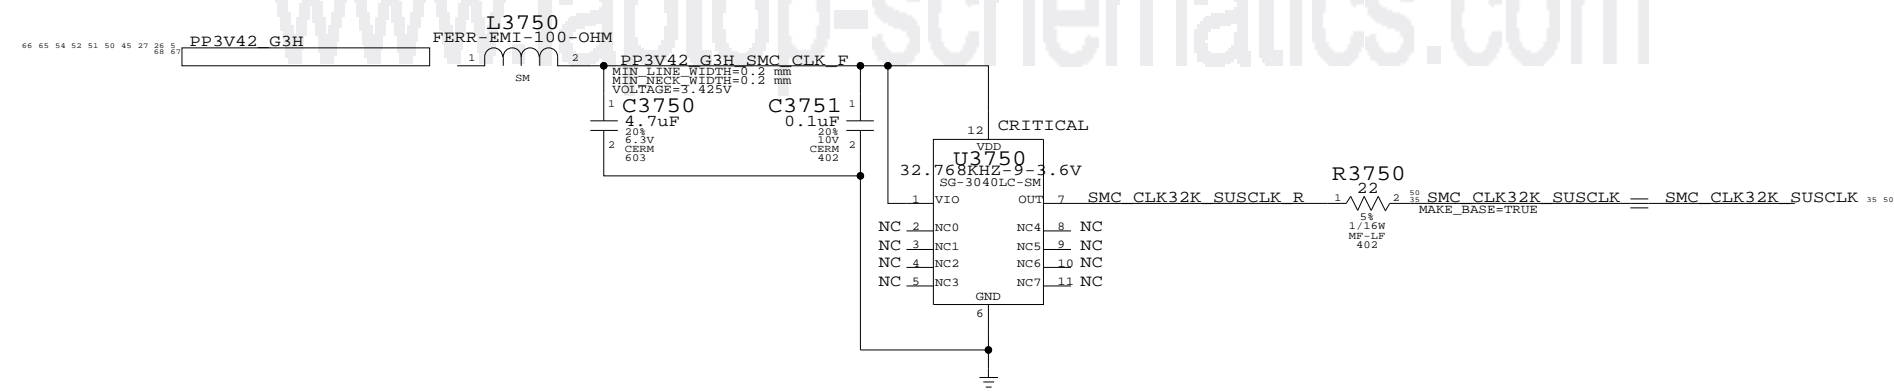 www.laptop-schematics.com
L3750
FERR-EMI-100-OHM
66 65 54 52 51 50 45 27 26 5
68 67
PP3V42_G3H
1
2
SM
PP3V42_G3H_SMC_CLK_F
MIN_LINE_WIDTH=0.2 mm
MIN_NECK_WIDTH=0.2 mm
VOLTAGE=3.425V
1
C3750
4.7uF
20%
6.3V
CERM
603
2
C3751
1
0.1uF
20%
10V
CERM
402
2
12
CRITICAL
VDD
U3750
32.768KHZ-9-3.6V
SG-3040LC-SM
1 VIO
OUT 7
SMC_CLK32K_SUSCLK_R
NC 2 NC0
NC4 8 NC
NC 3 NC1
NC5 9 NC
NC 4 NC2
NC6 10 NC
NC 5 NC3
NC7 11 NC
GND
6
R3750
22
1
2
5%
1/16W
MF-LF
402
50
35
SMC_CLK32K_SUSCLK
MAKE_BASE=TRUE
SMC_CLK32K_SUSCLK
35 50